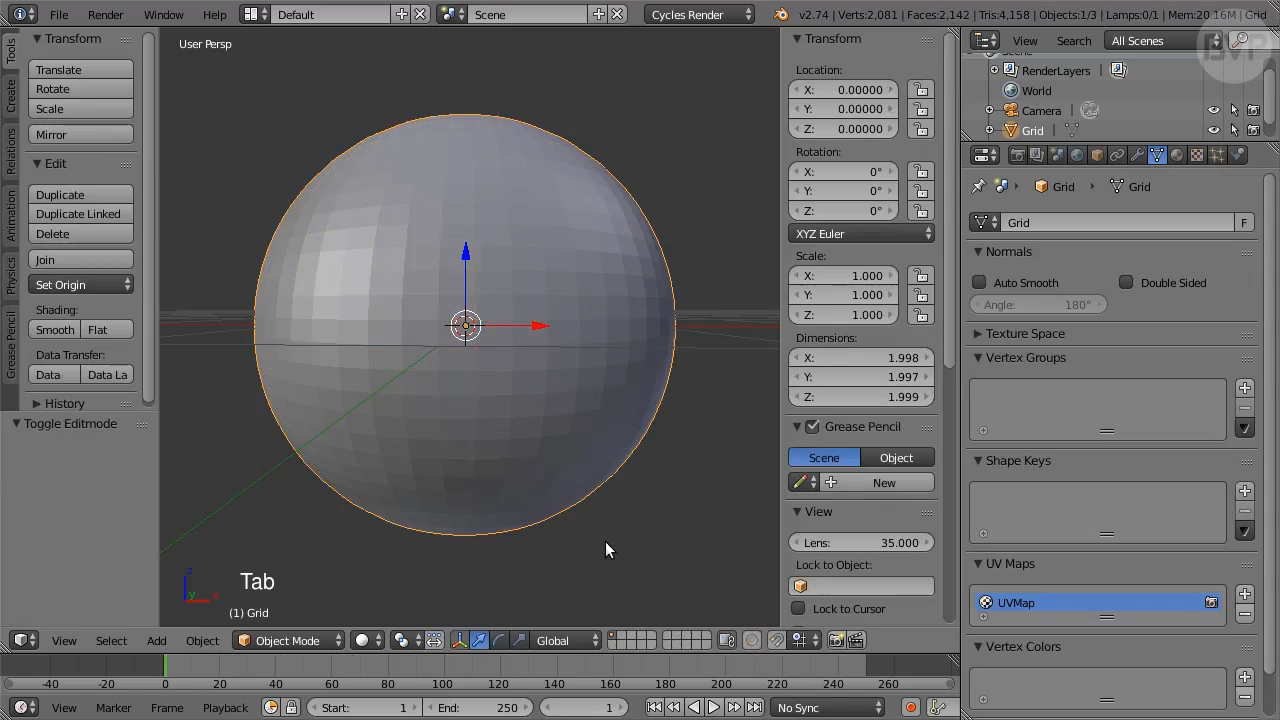 File Render Window Help Default Scene Cycles Render v2.74 | Verts:2,081 | Faces:2,142 | Tris:4,158 | Objects:1/3 | Lamps:0/1 | Mem:20.16M | Grid
Tools
Create
Relations
Animation
Physics
Grease Pencil
Transform
Translate
Rotate
Scale
Mirror
Edit
Duplicate
Duplicate Linked
Delete
Join
Set Origin
Shading:
Smooth Flat
Data Transfer:
Data Data La
History
Toggle Editmode
User Persp
z
y x
Tab
(1) Grid
Transform
Location:
X: 0.00000
Y: 0.00000
Z: 0.00000
Rotation:
X: 0°
Y: 0°
Z: 0°
XYZ Euler
Scale:
X: 1.000
Y: 1.000
Z: 1.000
Dimensions:
X: 1.998
Y: 1.997
Z: 1.999
Grease Pencil
Scene Object
New
View
Lens: 35.000
Lock to Object:
Lock to Cursor
View Search All Scenes
BVP
RenderLayers
World
Camera
Grid
Grid Grid
Grid F
Normals
Auto Smooth Double Sided
Angle: 180°
Texture Space
Vertex Groups
Shape Keys
UV Maps
UVMap
Vertex Colors
View Select Add Object Object Mode Global
-40 -20 0 20 40 60 80 100 120 140 160 180 200 220 240 260
View Marker Frame Playback Start: 1 End: 250 1 No Sync